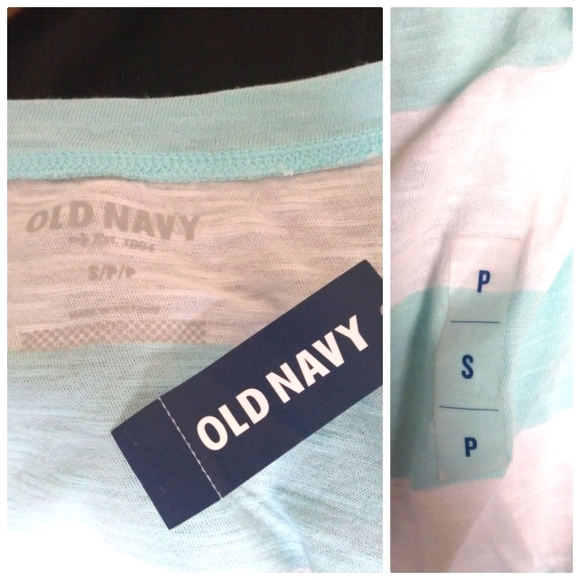 OLD NAVY
Est. 1994
S/P/P
OLD NAVY
P
S
P